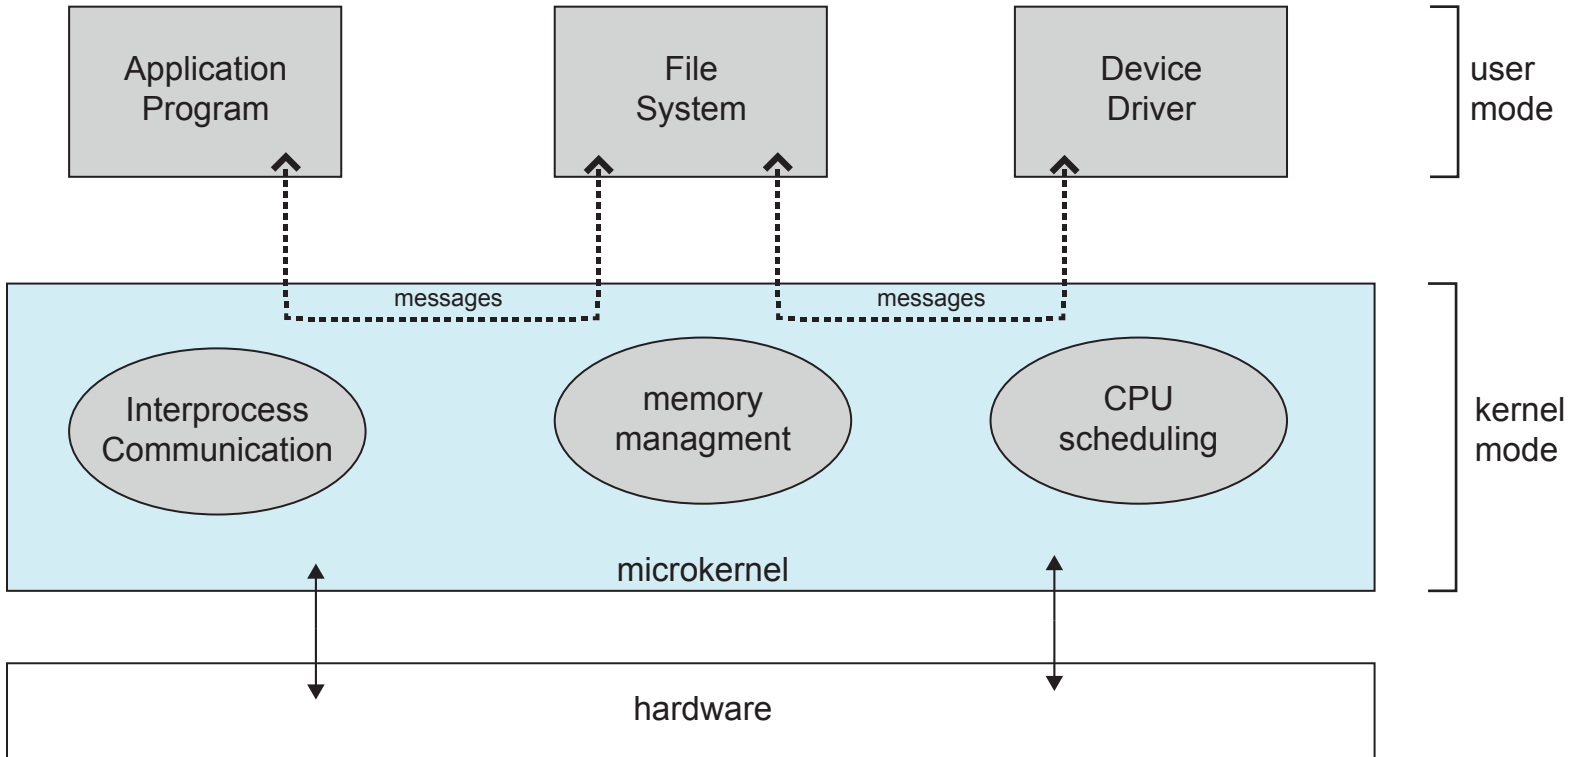 Application
Program
File
System
Device
Driver
user
mode
messages
messages
Interprocess
Communication
memory
managment
CPU
scheduling
kernel
mode
microkernel
hardware